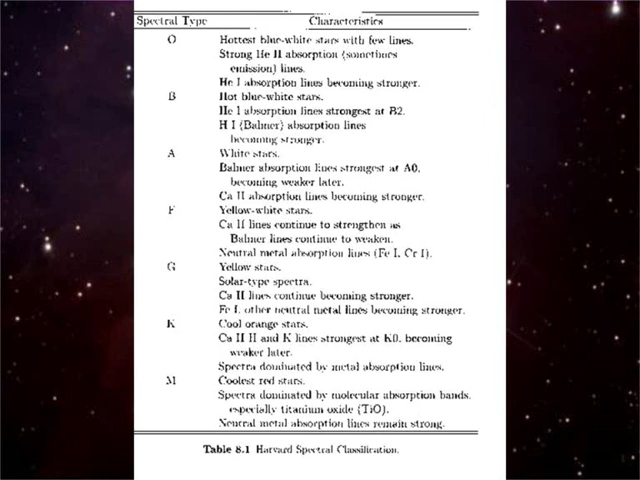 Spectral Type Characteristics
O Hottest blue-white stars with few lines.
Strong He II absorption (sometimes
emission) lines.
He I absorption lines becoming stronger.
B Hot blue-white stars.
He I absorption lines strongest at B2.
H I (Balmer) absorption lines
becoming stronger.
A White stars.
Balmer absorption lines strongest at A0,
becoming weaker later.
Ca II absorption lines becoming stronger.
F Yellow-white stars.
Ca II lines continue to strengthen as
Balmer lines continue to weaken.
Neutral metal absorption lines (Fe I, Cr I).
G Yellow stars.
Solar-type spectra.
Ca II lines continue becoming stronger.
Fe I, other neutral metal lines becoming stronger.
K Cool orange stars.
Ca II H and K lines strongest at K0, becoming
weaker later.
Spectra dominated by metal absorption lines.
M Coolest red stars.
Spectra dominated by molecular absorption bands,
especially titanium oxide (TiO).
Neutral metal absorption lines remain strong.
Table 8.1 Harvard Spectral Classification.